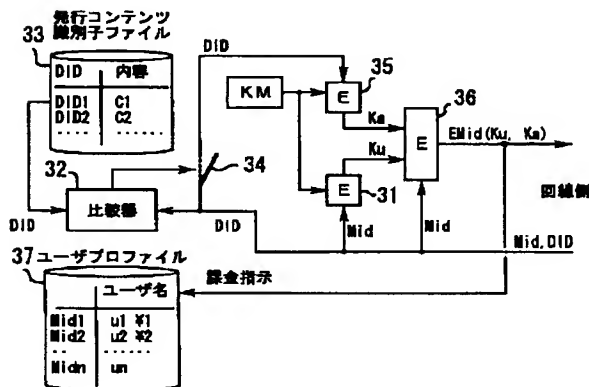 発行コンテンツ
識別子ファイル
33
DID 内容
DID1 C1
DID2 C2
..... .....
32
比較器
DID
DID
34
DID
KM
E
35
Ka
Ku
E
31
Mid
E
36
EMid(Ku, Ka)
回線側
Mid
Mid,DID
37 ユーザプロファイル
課金指示
ユーザ名
Mid1 u1 ¥1
Mid2 u2 ¥2
.. ......
Midn un